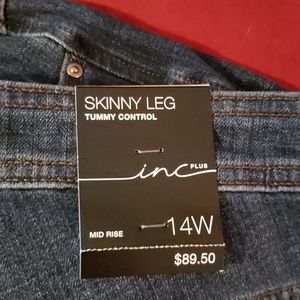 SKINNY LEG
TUMMY CONTROL
inc PLUS
MID RISE 14W
$89.50